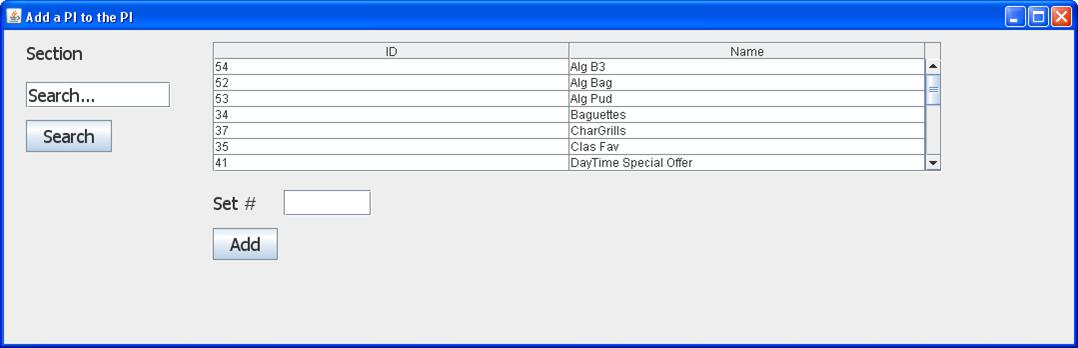 Add a PI to the PI
Section
Search...
Search
ID Name
54 Alg B3
52 Alg Bag
53 Alg Pud
34 Baguettes
37 CharGrills
35 Clas Fav
41 DayTime Special Offer
Set #
Add